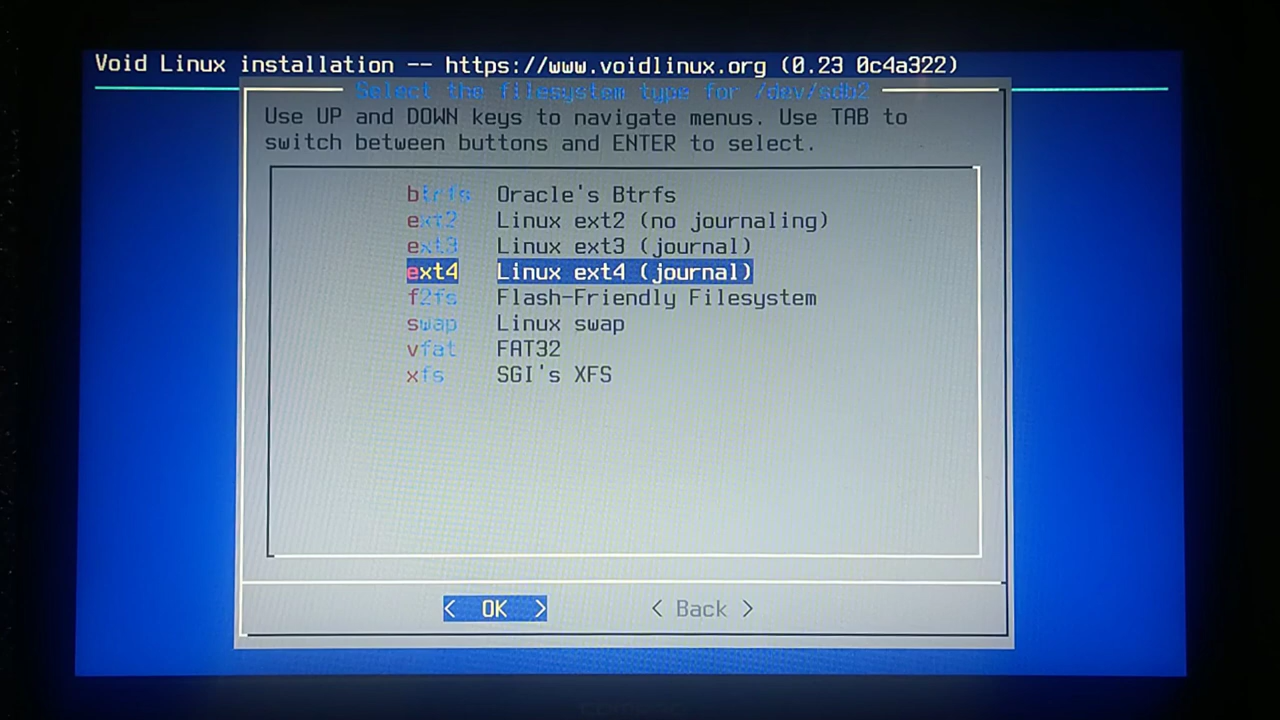 Void Linux installation -- https://www.voidlinux.org (0.23 0c4a322)
Select the filesystem type for /dev/sdb2
Use UP and DOWN keys to navigate menus. Use TAB to
switch between buttons and ENTER to select.
btrfs Oracle's Btrfs
ext2 Linux ext2 (no journaling)
ext3 Linux ext3 (journal)
ext4 Linux ext4 (journal)
f2fs Flash-Friendly Filesystem
swap Linux swap
vfat FAT32
xfs SGI's XFS
< OK > < Back >